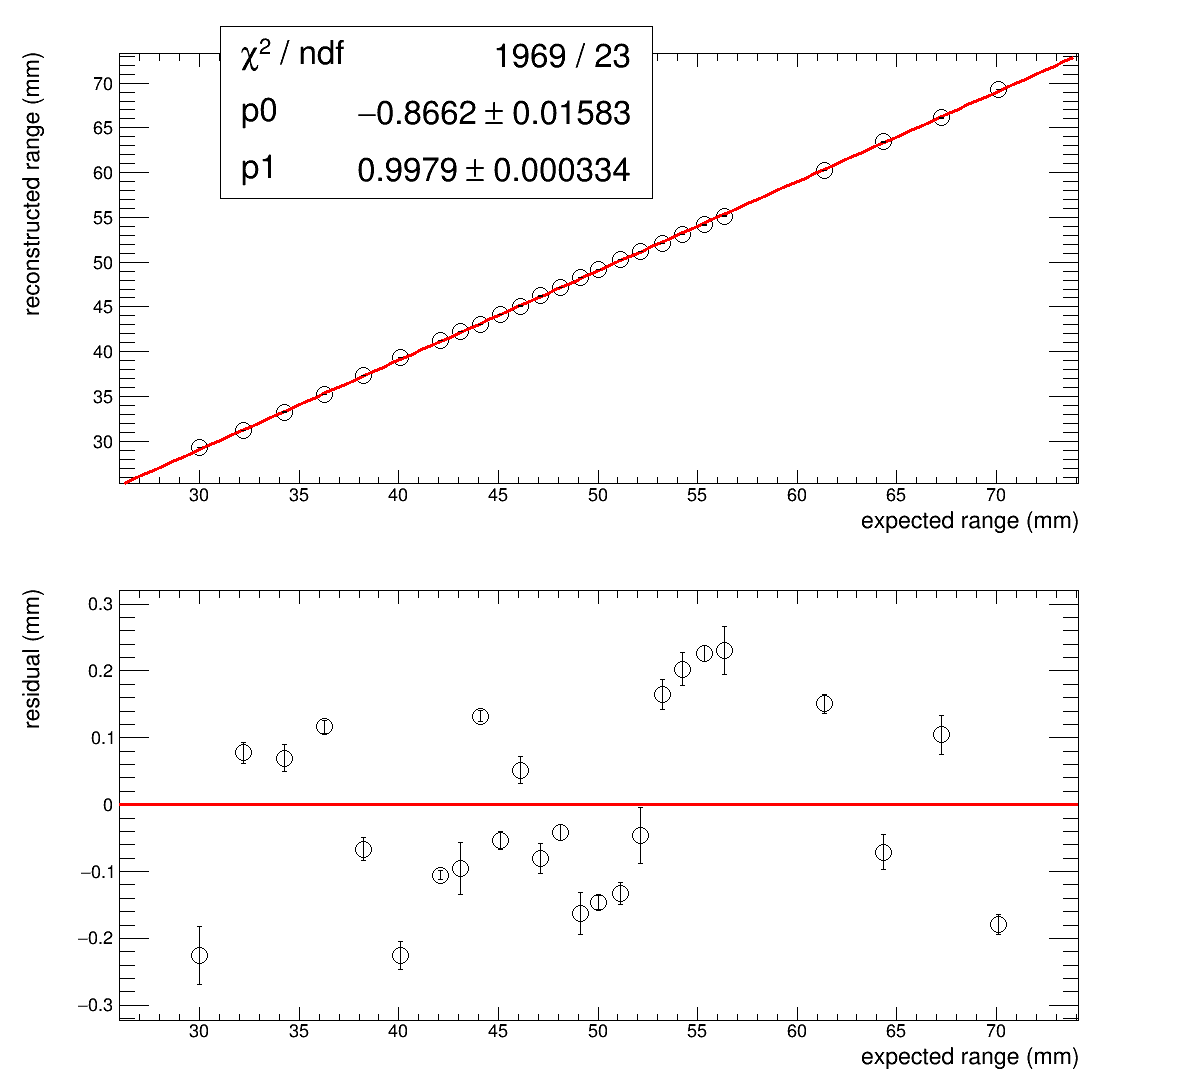 χ² / ndf 1969 / 23
p0 −0.8662 ± 0.01583
p1 0.9979 ± 0.000334
reconstructed range (mm)
70
65
60
55
50
45
40
35
30
30 35 40 45 50 55 60 65 70
expected range (mm)
residual (mm)
0.3
0.2
0.1
0
−0.1
−0.2
−0.3
30 35 40 45 50 55 60 65 70
expected range (mm)